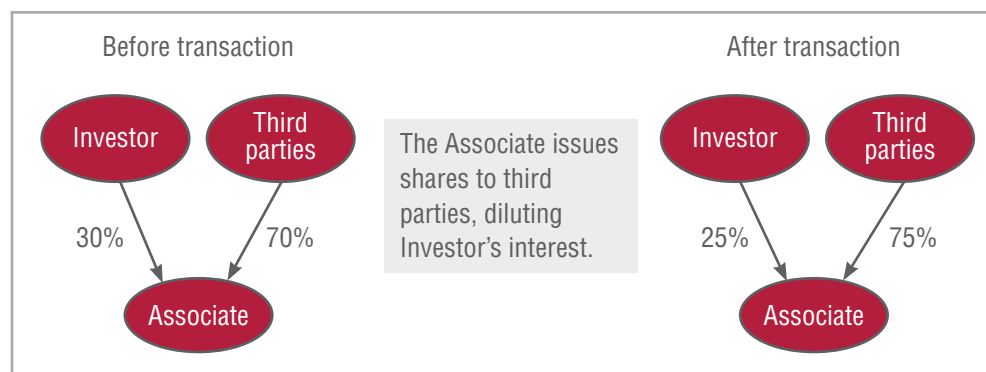 Before transaction
Investor
Third
parties
30%
70%
Associate
The Associate issues
shares to third
parties, diluting
Investor’s interest.
After transaction
Investor
Third
parties
25%
75%
Associate